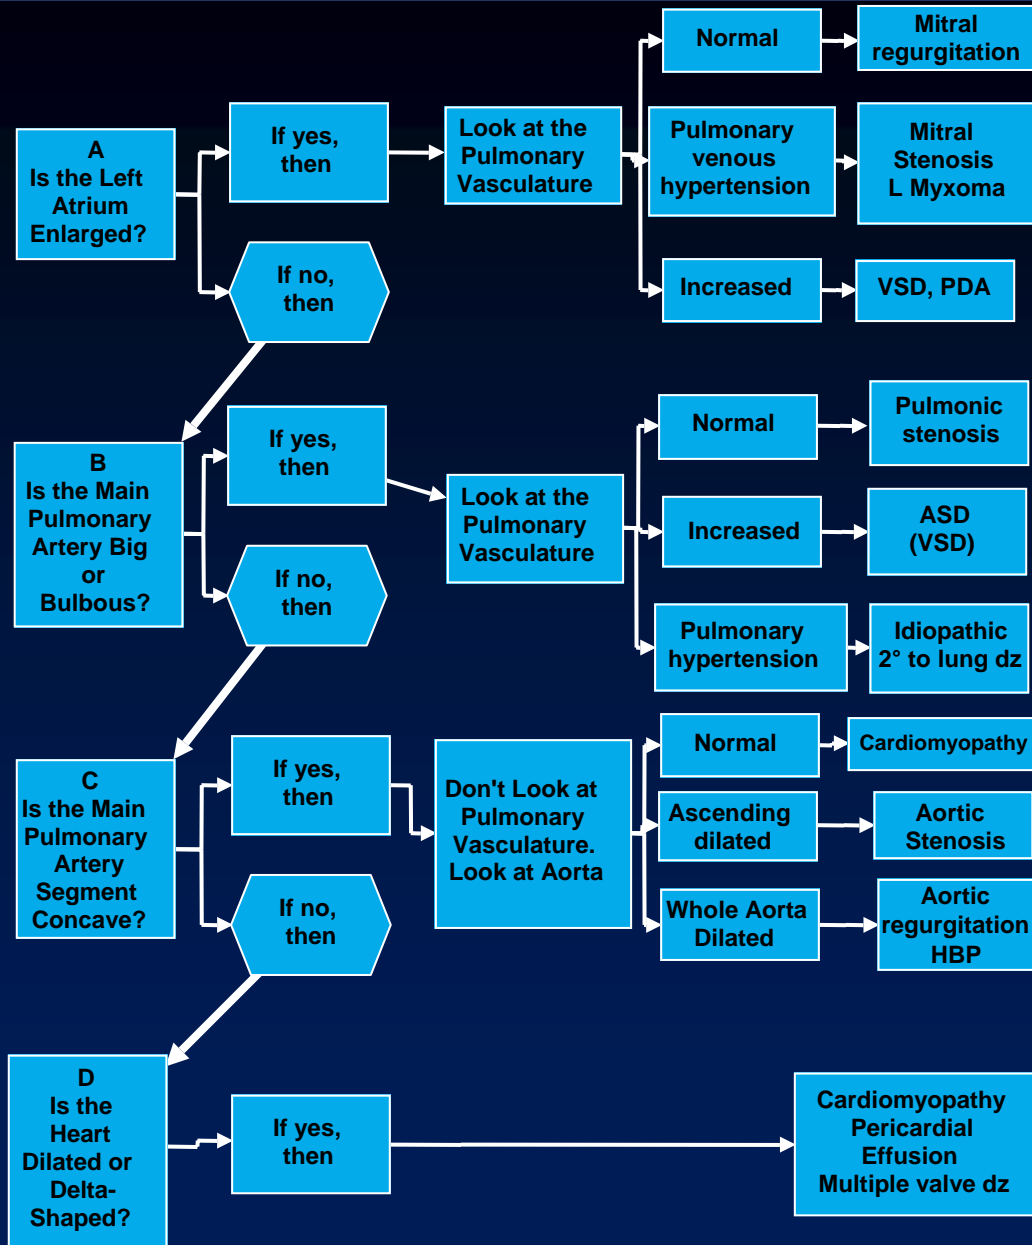 A
Is the Left
Atrium
Enlarged?
If yes,
then
If no,
then
Look at the
Pulmonary
Vasculature
Normal
Mitral
regurgitation
Pulmonary
venous
hypertension
Mitral
Stenosis
L Myxoma
Increased
VSD, PDA
B
Is the Main
Pulmonary
Artery Big
or
Bulbous?
If yes,
then
If no,
then
Look at the
Pulmonary
Vasculature
Normal
Pulmonic
stenosis
Increased
ASD
(VSD)
Pulmonary
hypertension
Idiopathic
2° to lung dz
C
Is the Main
Pulmonary
Artery
Segment
Concave?
If yes,
then
If no,
then
Don't Look at
Pulmonary
Vasculature.
Look at Aorta
Normal
Cardiomyopathy
Ascending
dilated
Aortic
Stenosis
Whole Aorta
Dilated
Aortic
regurgitation
HBP
D
Is the
Heart
Dilated or
Delta-
Shaped?
If yes,
then
Cardiomyopathy
Pericardial
Effusion
Multiple valve dz